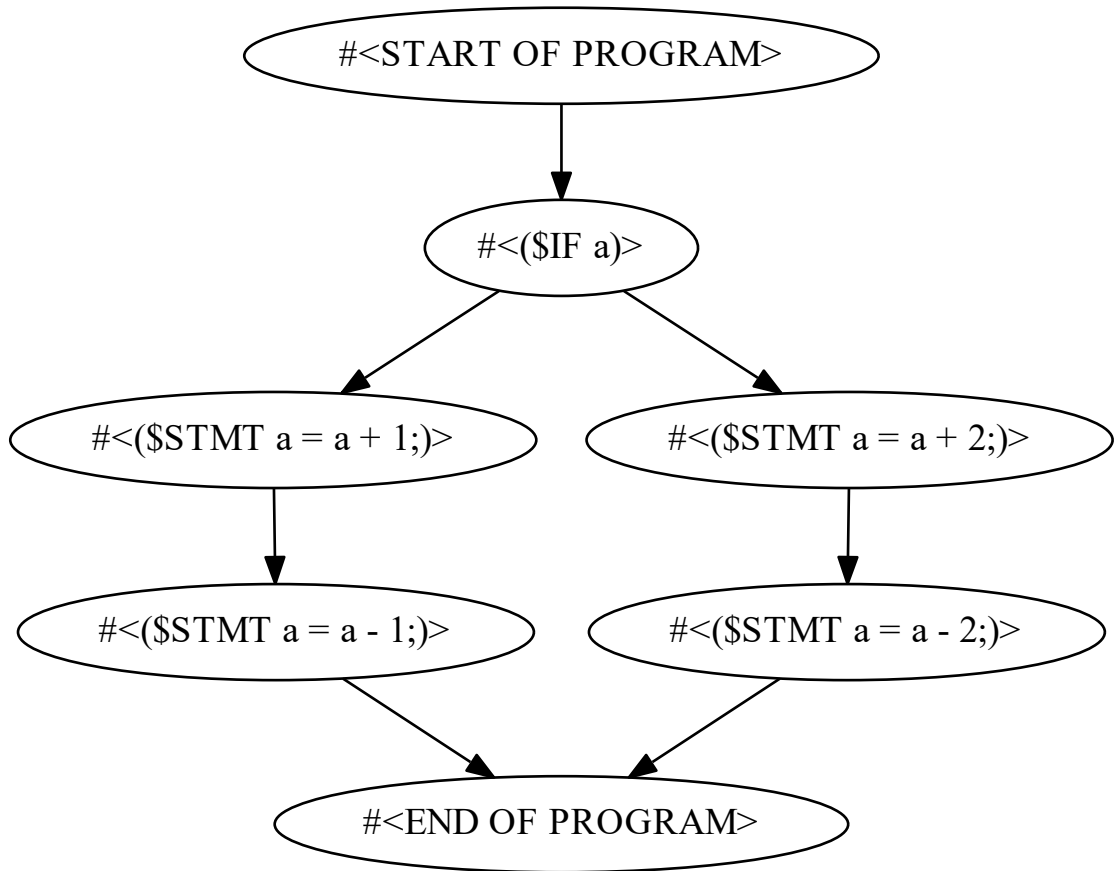 #<START OF PROGRAM>
#<($IF a)>
#<($STMT a = a + 1;)>
#<($STMT a = a + 2;)>
#<($STMT a = a - 1;)>
#<($STMT a = a - 2;)>
#<END OF PROGRAM>